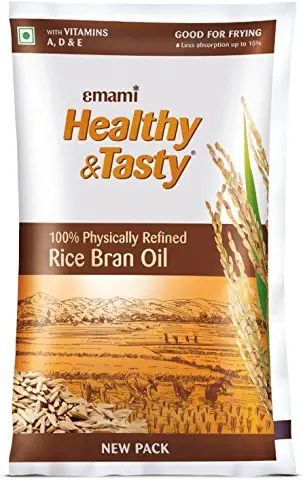 with VITAMINS
A, D & E
GOOD FOR FRYING
• Less absorption up to 15%
emami*
Healthy
&Tasty®
100% Physically Refined
Rice Bran Oil
NEW PACK